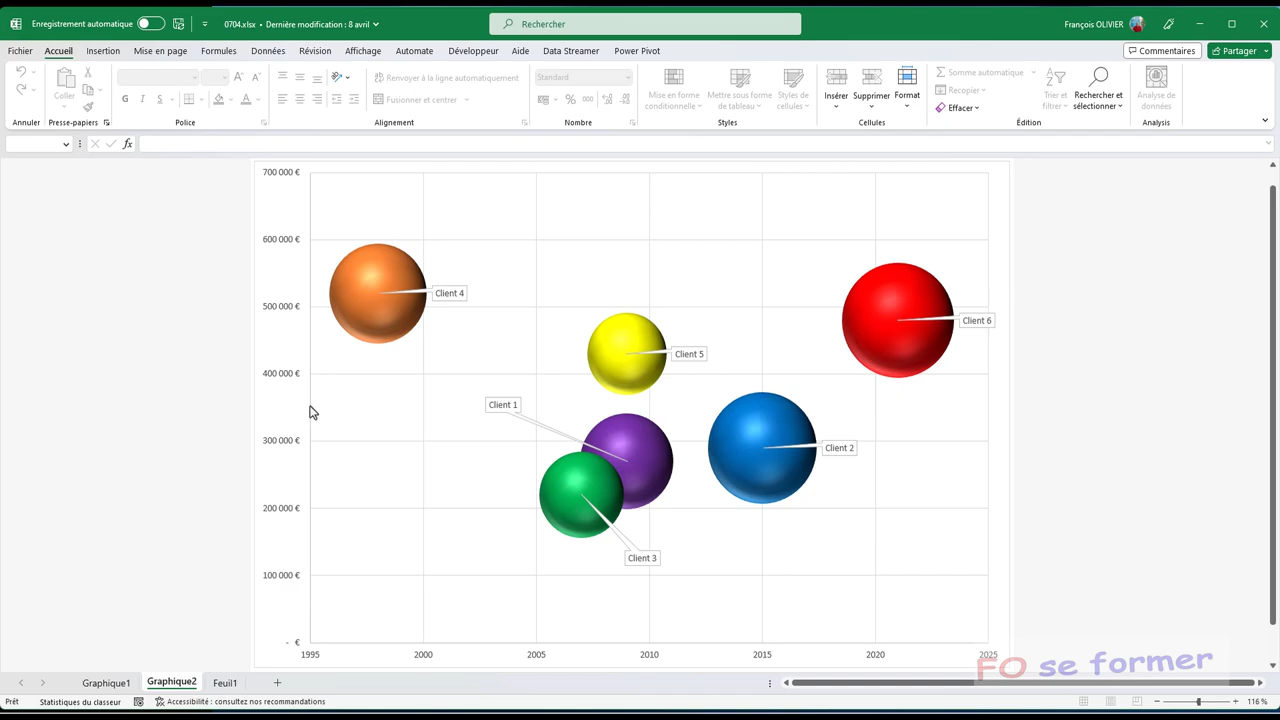 Enregistrement automatique
0704.xlsx • Dernière modification : 8 avril
Rechercher
François OLIVIER
Fichier Accueil Insertion Mise en page Formules Données Révision Affichage Automate Développeur Aide Data Streamer Power Pivot
Commentaires
Partager
Coller
G I S
Renvoyer à la ligne automatiquement
Fusionner et centrer
Standard
Mise en forme conditionnelle
Mettre sous forme de tableau
Styles de cellules
Insérer
Supprimer
Format
Somme automatique
Recopier
Effacer
Trier et filtrer
Rechercher et sélectionner
Analyse de données
Annuler Presse-papiers Police Alignement Nombre Styles Cellules Édition Analysis
fx
700 000 €
600 000 €
500 000 €
400 000 €
300 000 €
200 000 €
100 000 €
- €
Client 4
Client 6
Client 5
Client 1
Client 2
Client 3
1995 2000 2005 2010 2015 2020 2025
FO se former
Graphique1 Graphique2 Feuil1
Prêt Statistiques du classeur Accessibilité : consultez nos recommandations
116 %